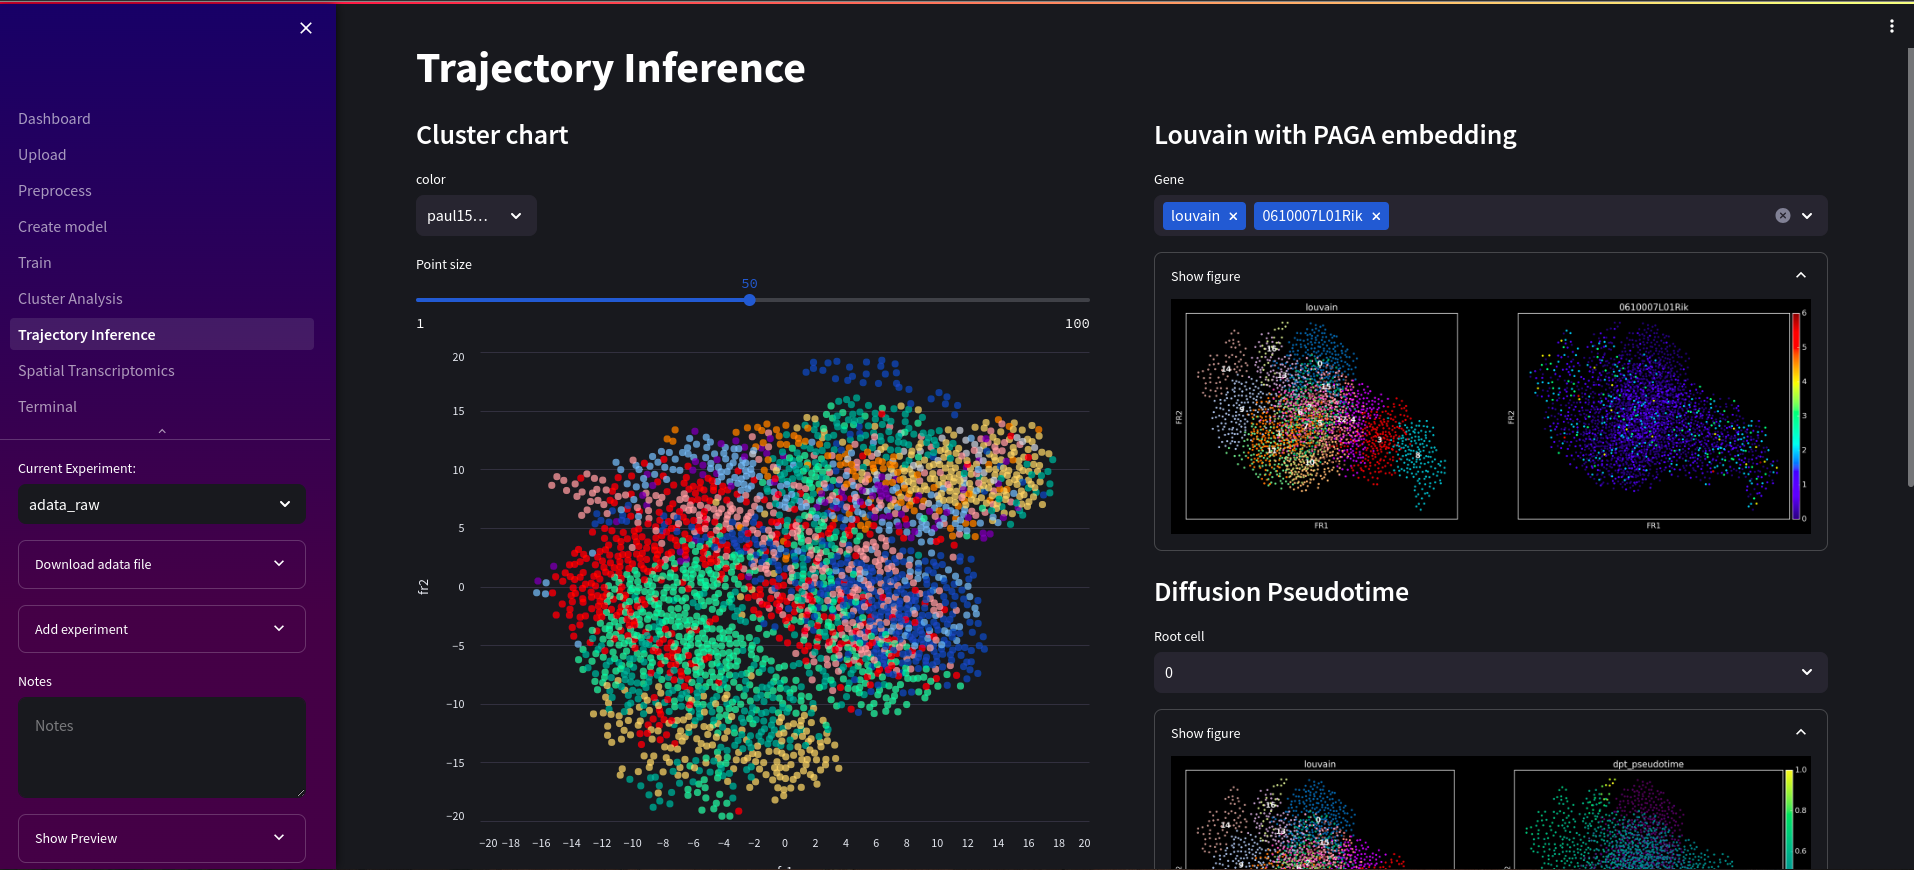 Dashboard
Upload
Preprocess
Create model
Train
Cluster Analysis
Trajectory Inference
Spatial Transcriptomics
Terminal
Current Experiment:
adata_raw
Download adata file
Add experiment
Notes
Notes
Show Preview
Trajectory Inference
Cluster chart
color
paul15...
Point size
50
1 100
20
15
10
5
0
−5
−10
−15
−20
fr2
−20 −18 −16 −14 −12 −10 −8 −6 −4 −2 0 2 4 6 8 10 12 14 16 18 20
Louvain with PAGA embedding
Gene
louvain 0610007L01Rik
Show figure
louvain 0610007L01Rik
FR2
FR1
FR2
FR1
6
5
4
3
2
1
0
Diffusion Pseudotime
Root cell
0
Show figure
louvain dpt_pseudotime
1.0
0.8
0.6